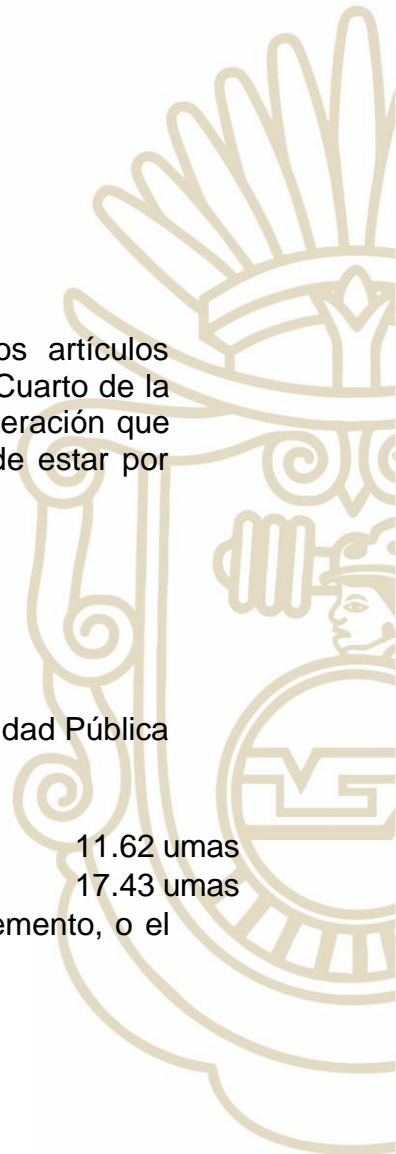 os artículos
Cuarto de la
eración que
de estar por
idad Pública
11.62 umas
17.43 umas
emento, o el